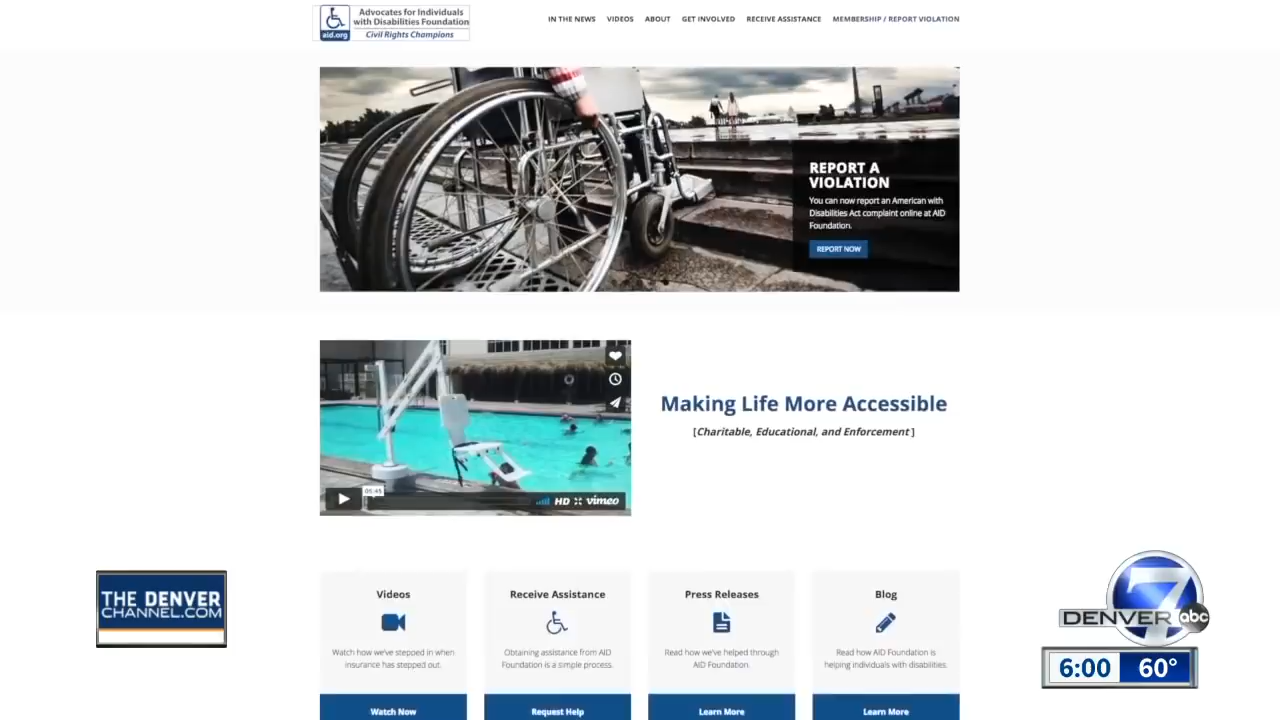 Advocates for Individuals
with Disabilities Foundation
aid.org
Civil Rights Champions
IN THE NEWS VIDEOS ABOUT GET INVOLVED RECEIVE ASSISTANCE MEMBERSHIP / REPORT VIOLATION
REPORT A
VIOLATION
You can now report an American with
Disabilities Act complaint online at AID
Foundation.
REPORT NOW
Making Life More Accessible
[Charitable, Educational, and Enforcement ]
05:45
HD vimeo
Videos
Watch how we've stepped in when
insurance has stepped out.
Watch Now
Receive Assistance
Obtaining assistance from AID
Foundation is a simple process.
Request Help
Press Releases
Read how we've helped through
AID Foundation.
Learn More
Blog
Read how AID Foundation is
helping individuals with disabilities.
Learn More
THE DENVER
CHANNEL.COM
7
DENVER abc
6:00 60°